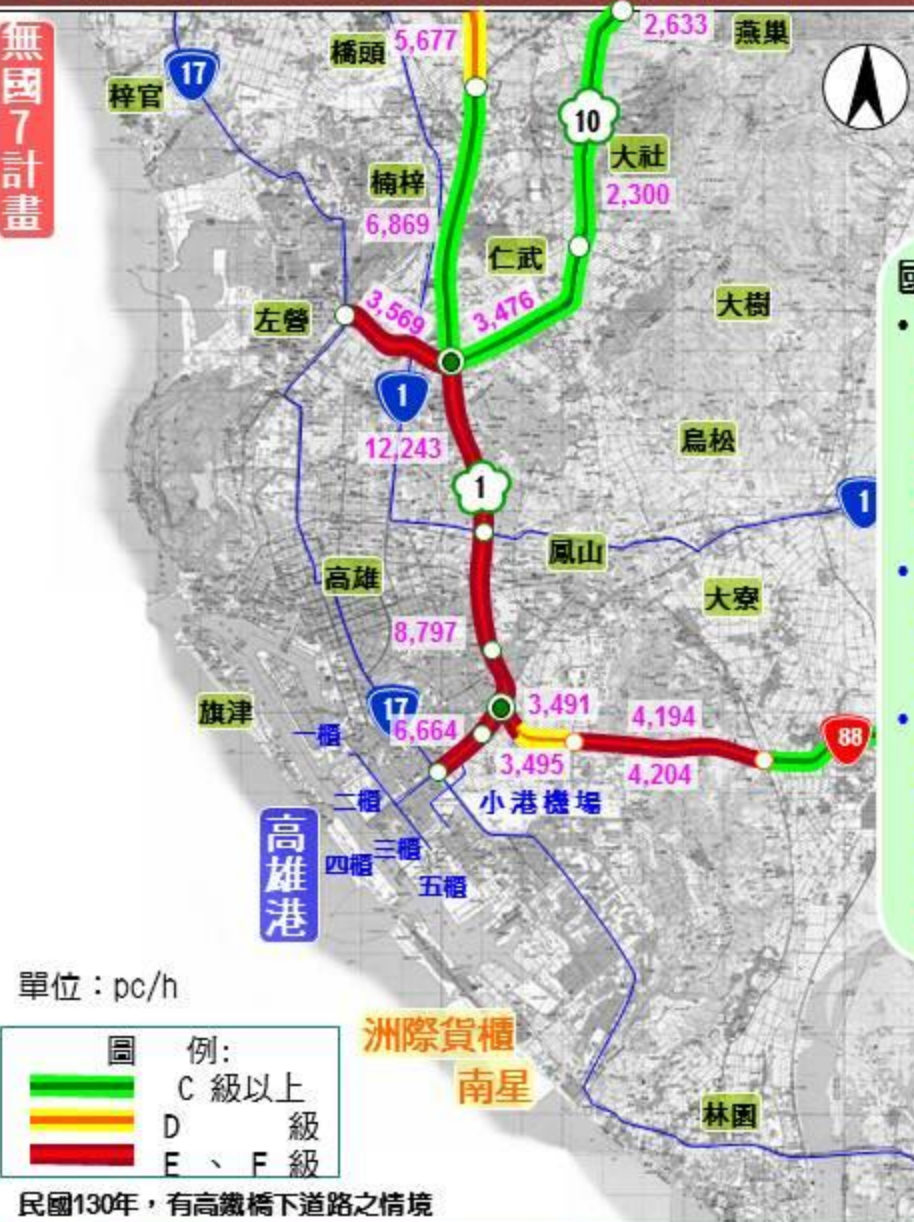 無國7計畫
2,633
燕巢
5,677
橋頭
17
梓官
10
大社
2,300
楠梓
6,869
仁武
國
大樹
3,569
3,476
左營
1
12,243
鳥松
1
1
鳳山
高雄
大寮
8,797
旗津
17
3,491
4,194
88
6,664
一櫃
3,495
4,204
二櫃
小港機場
高雄港
三櫃
四櫃
五櫃
單位：pc/h
洲際貨櫃
南星
圖 例:
C 級以上
D 級
E 、 F 級
林園
民國130年，有高鐵橋下道路之情境